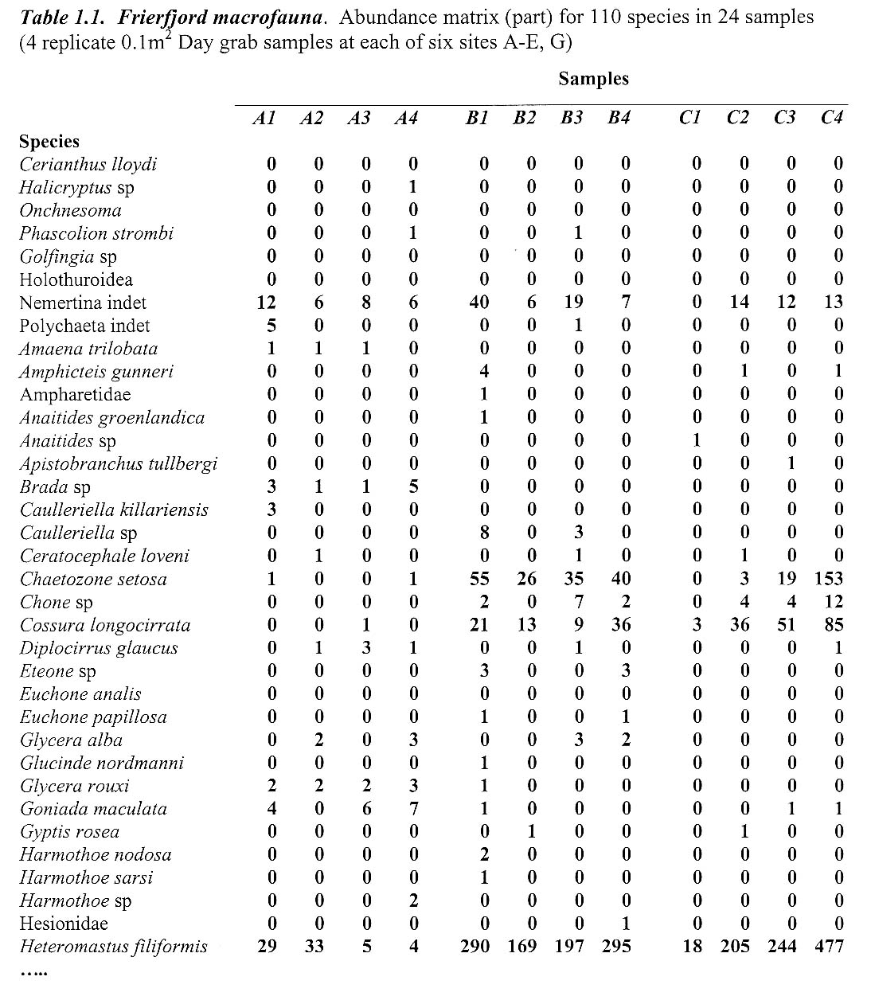 Table 1.1. Frierfjord macrofauna. Abundance matrix (part) for 110 species in 24 samples
(4 replicate 0.1m² Day grab samples at each of six sites A-E, G)
Samples
A1 A2 A3 A4 B1 B2 B3 B4 C1 C2 C3 C4
Species
Cerianthus lloydi 0 0 0 0 0 0 0 0 0 0 0 0
Halicryptus sp 0 0 0 1 0 0 0 0 0 0 0 0
Onchnesoma 0 0 0 0 0 0 0 0 0 0 0 0
Phascolion strombi 0 0 0 1 0 0 1 0 0 0 0 0
Golfingia sp 0 0 0 0 0 0 0 0 0 0 0 0
Holothuroidea 0 0 0 0 0 0 0 0 0 0 0 0
Nemertina indet 12 6 8 6 40 6 19 7 0 14 12 13
Polychaeta indet 5 0 0 0 0 0 1 0 0 0 0 0
Amaena trilobata 1 1 1 0 0 0 0 0 0 0 0 0
Amphicteis gunneri 0 0 0 0 4 0 0 0 0 1 0 1
Ampharetidae 0 0 0 0 1 0 0 0 0 0 0 0
Anaitides groenlandica 0 0 0 0 1 0 0 0 0 0 0 0
Anaitides sp 0 0 0 0 0 0 0 0 1 0 0 0
Apistobranchus tullbergi 0 0 0 0 0 0 0 0 0 0 1 0
Brada sp 3 1 1 5 0 0 0 0 0 0 0 0
Caulleriella killariensis 3 0 0 0 0 0 0 0 0 0 0 0
Caulleriella sp 0 0 0 0 8 0 3 0 0 0 0 0
Ceratocephale loveni 0 1 0 0 0 0 1 0 0 1 0 0
Chaetozone setosa 1 0 0 1 55 26 35 40 0 3 19 153
Chone sp 0 0 0 0 2 0 7 2 0 4 4 12
Cossura longocirrata 0 0 1 0 21 13 9 36 3 36 51 85
Diplocirrus glaucus 0 1 3 1 0 0 1 0 0 0 0 1
Eteone sp 0 0 0 0 3 0 0 3 0 0 0 0
Euchone analis 0 0 0 0 0 0 0 0 0 0 0 0
Euchone papillosa 0 0 0 0 1 0 0 1 0 0 0 0
Glycera alba 0 2 0 3 0 0 3 2 0 0 0 0
Glucinde nordmanni 0 0 0 0 1 0 0 0 0 0 0 0
Glycera rouxi 2 2 2 3 1 0 0 0 0 0 0 0
Goniada maculata 4 0 6 7 1 0 0 0 0 0 1 1
Gyptis rosea 0 0 0 0 0 1 0 0 0 1 0 0
Harmothoe nodosa 0 0 0 0 2 0 0 0 0 0 0 0
Harmothoe sarsi 0 0 0 0 1 0 0 0 0 0 0 0
Harmothoe sp 0 0 0 2 0 0 0 0 0 0 0 0
Hesionidae 0 0 0 0 0 0 0 1 0 0 0 0
Heteromastus filiformis 29 33 5 4 290 169 197 295 18 205 244 477
.....